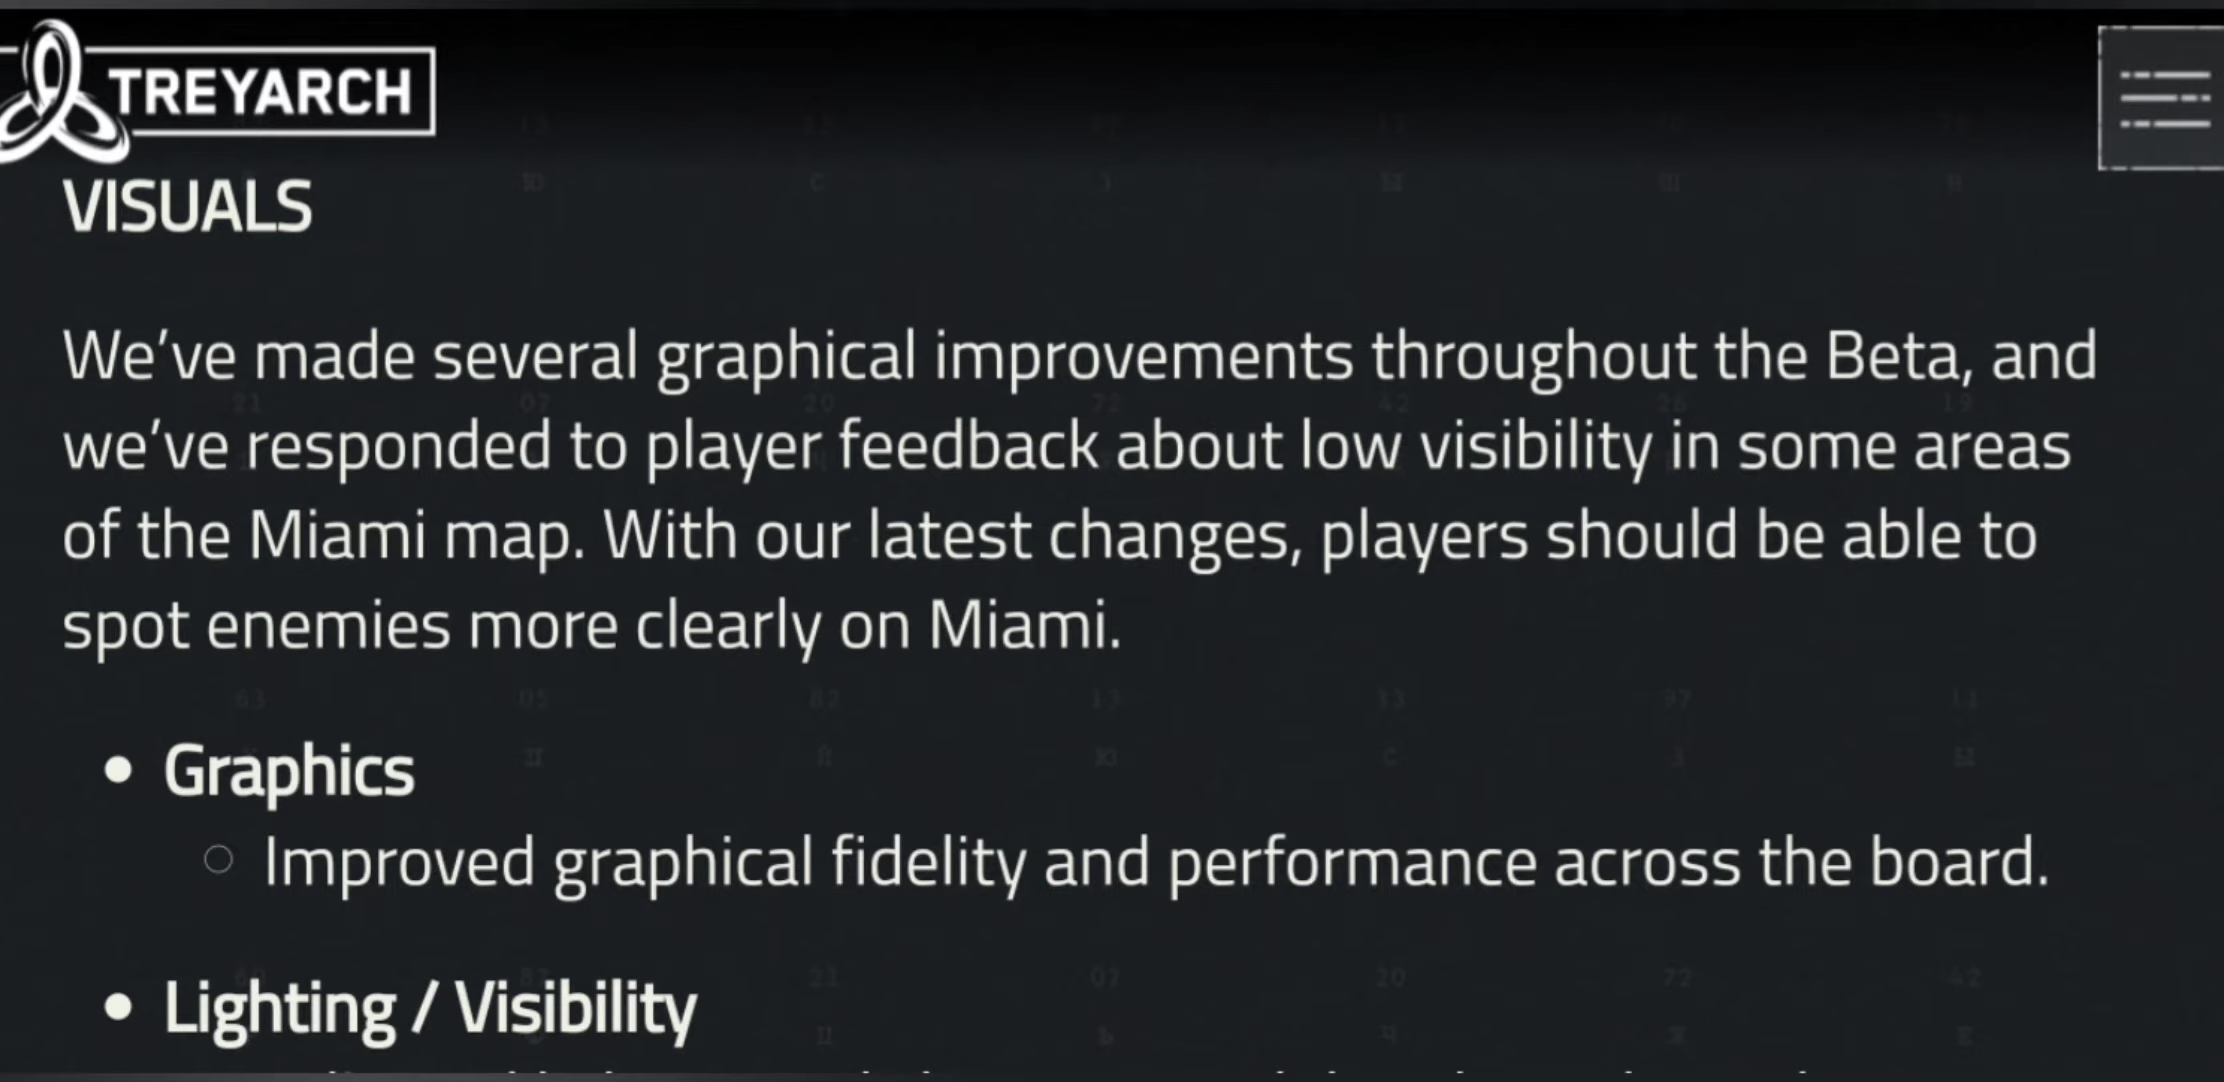 TREYARCH
VISUALS
We've made several graphical improvements throughout the Beta, and
we've responded to player feedback about low visibility in some areas
of the Miami map. With our latest changes, players should be able to
spot enemies more clearly on Miami.
• Graphics
○ Improved graphical fidelity and performance across the board.
• Lighting / Visibility